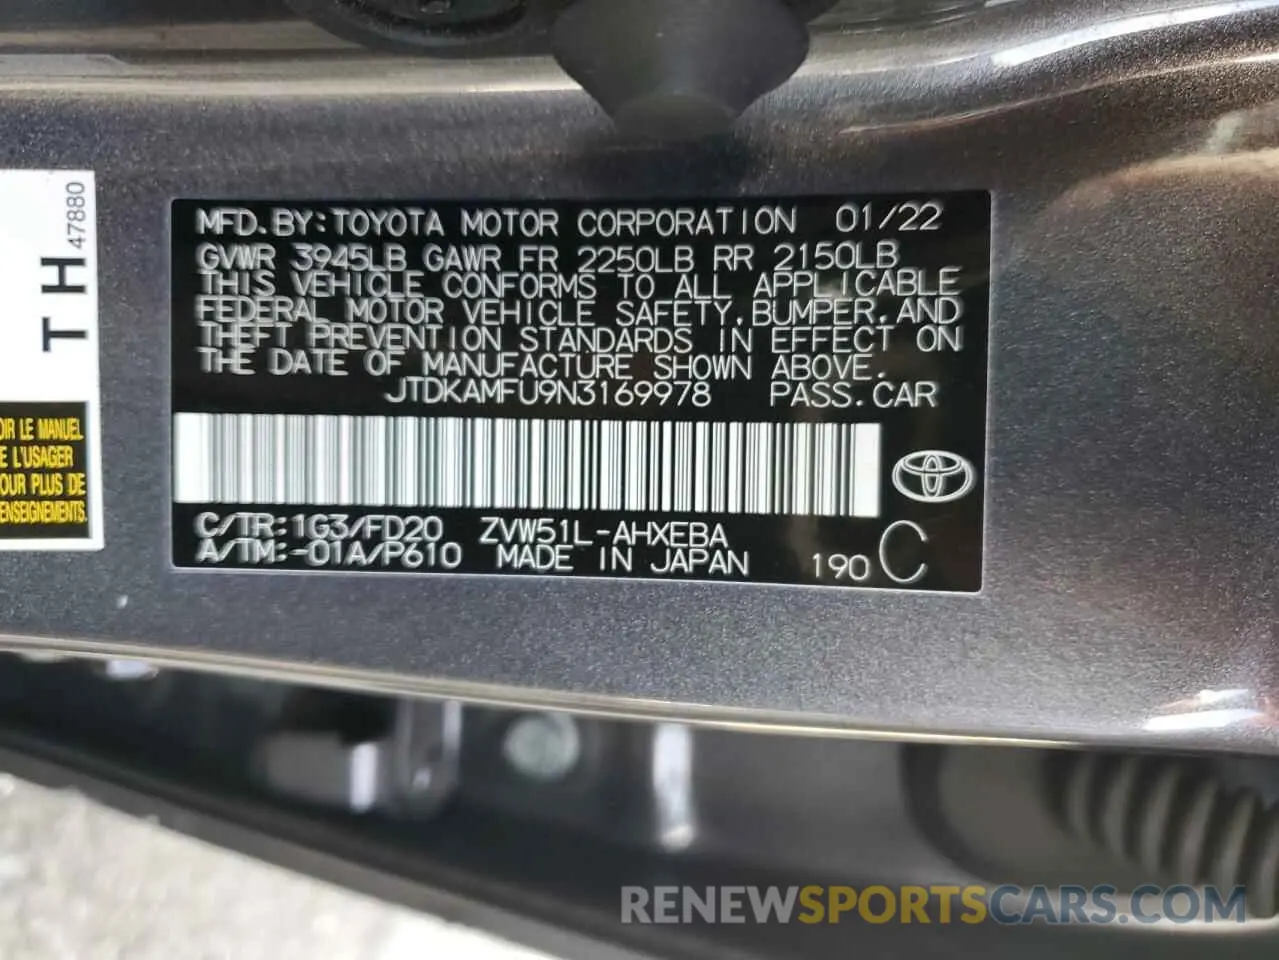 MFD.BY:TOYOTA MOTOR CORPORATION 01/22
GVWR 3945LB GAWR FR 2250LB RR 2150LB
THIS VEHICLE CONFORMS TO ALL APPLICABLE
FEDERAL MOTOR VEHICLE SAFETY,BUMPER,AND
THEFT PREVENTION STANDARDS IN EFFECT ON
THE DATE OF MANUFACTURE SHOWN ABOVE.
JTDKAMFU9N3169978 PASS.CAR
C/TR:1G3/FD20 ZVW51L-AHXEBA
A/TM:-01A/P610 MADE IN JAPAN 190 C
TH 47880
OIR LE MANUEL
E L'USAGER
OUR PLUS DE
ENSEIGNEMENTS.
RENEWSPORTSCARS.COM